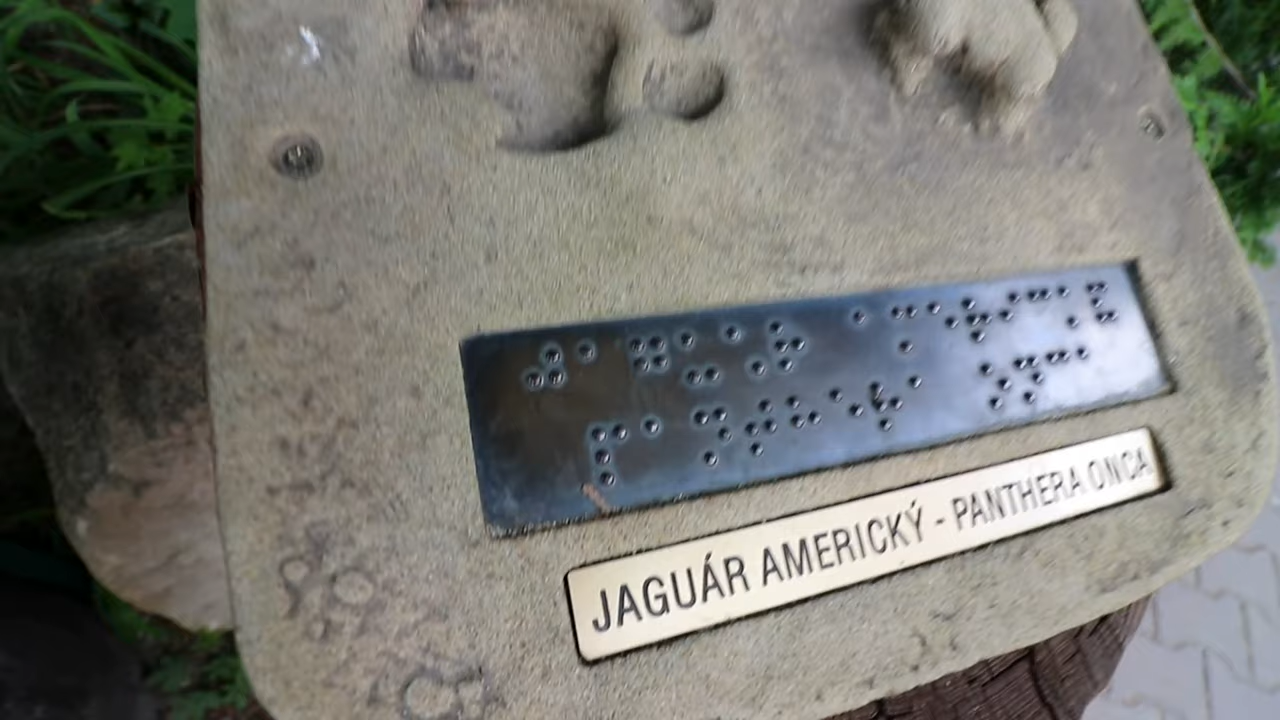 ⠚⠁⠛⠥⠡⠗ ⠁⠍⠑⠗⠊⠉⠅⠯
⠏⠁⠝⠞⠓⠑⠗⠁ ⠕⠝⠉⠁
JAGUÁR AMERICKÝ - PANTHERA ONCA